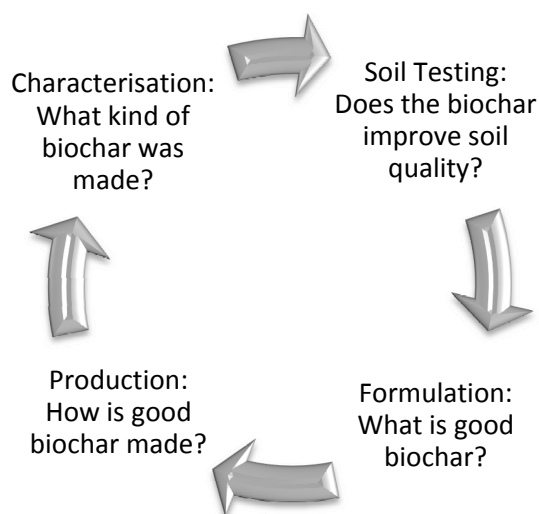 Characterisation:
What kind of
biochar was
made?
Soil Testing:
Does the biochar
improve soil
quality?
Formulation:
What is good
biochar?
Production:
How is good
biochar made?